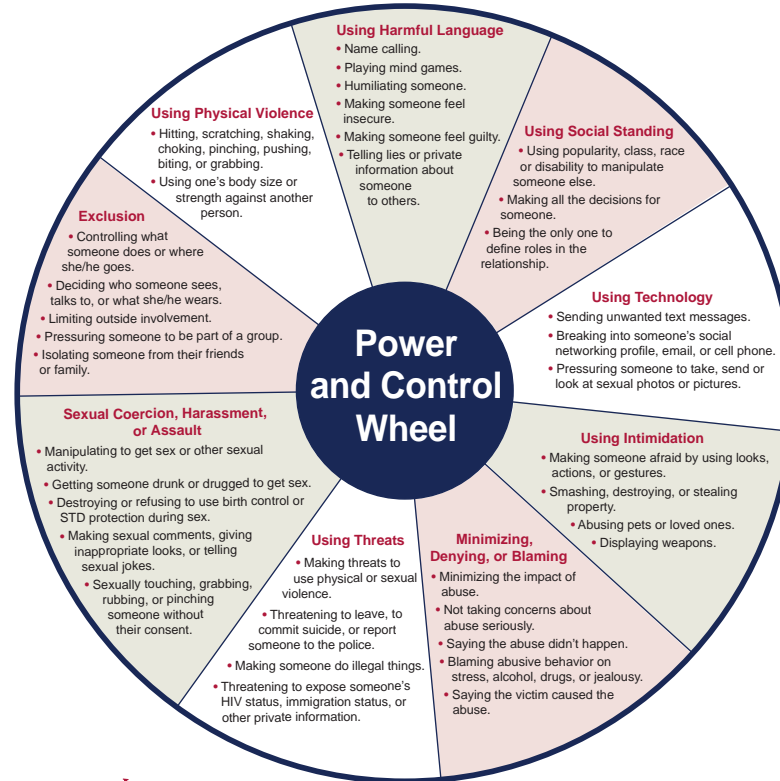 Using Harmful Language
• Name calling.
• Playing mind games.
• Humiliating someone.
• Making someone feel
insecure.
• Making someone feel guilty.
• Telling lies or private
information about
someone
to others.
Using Social Standing
• Using popularity, class, race
or disability to manipulate
someone else.
• Making all the decisions for
someone.
• Being the only one to
define roles in the
relationship.
Using Technology
• Sending unwanted text messages.
• Breaking into someone's social
networking profile, email, or cell phone.
• Pressuring someone to take, send or
look at sexual photos or pictures.
Using Intimidation
• Making someone afraid by using looks,
actions, or gestures.
• Smashing, destroying, or stealing
property.
• Abusing pets or loved ones.
• Displaying weapons.
Minimizing,
Denying, or Blaming
• Minimizing the impact of
abuse.
• Not taking concerns about
abuse seriously.
• Saying the abuse didn't happen.
• Blaming abusive behavior on
stress, alcohol, drugs, or jealousy.
• Saying the victim caused the
abuse.
Using Threats
• Making threats to
use physical or sexual
violence.
• Threatening to leave, to
commit suicide, or report
someone to the police.
• Making someone do illegal things.
• Threatening to expose someone's
HIV status, immigration status, or
other private information.
Sexual Coercion, Harassment,
or Assault
• Manipulating to get sex or other sexual
activity.
• Getting someone drunk or drugged to get sex.
• Destroying or refusing to use birth control or
STD protection during sex.
• Making sexual comments, giving
inappropriate looks, or telling
sexual jokes.
• Sexually touching, grabbing,
rubbing, or pinching
someone without
their consent.
Exclusion
• Controlling what
someone does or where
she/he goes.
• Deciding who someone sees,
talks to, or what she/he wears.
• Limiting outside involvement.
• Pressuring someone to be part of a group.
• Isolating someone from their friends
or family.
Using Physical Violence
• Hitting, scratching, shaking,
choking, pinching, pushing,
biting, or grabbing.
• Using one's body size or
strength against another
person.
Power
and Control
Wheel